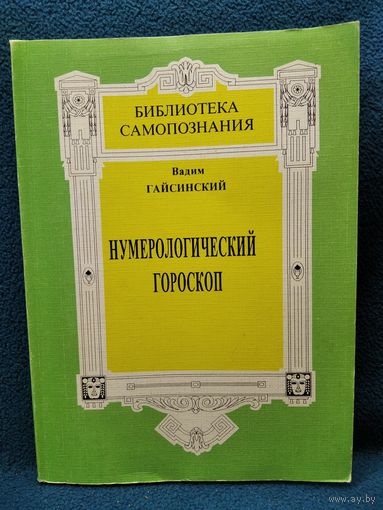 БИБЛИОТЕКА
САМОПОЗНАНИЯ
Вадим
ГАЙСИНСКИЙ
НУМЕРОЛОГИЧЕСКИЙ
ГОРОСКОП
www.ay.by